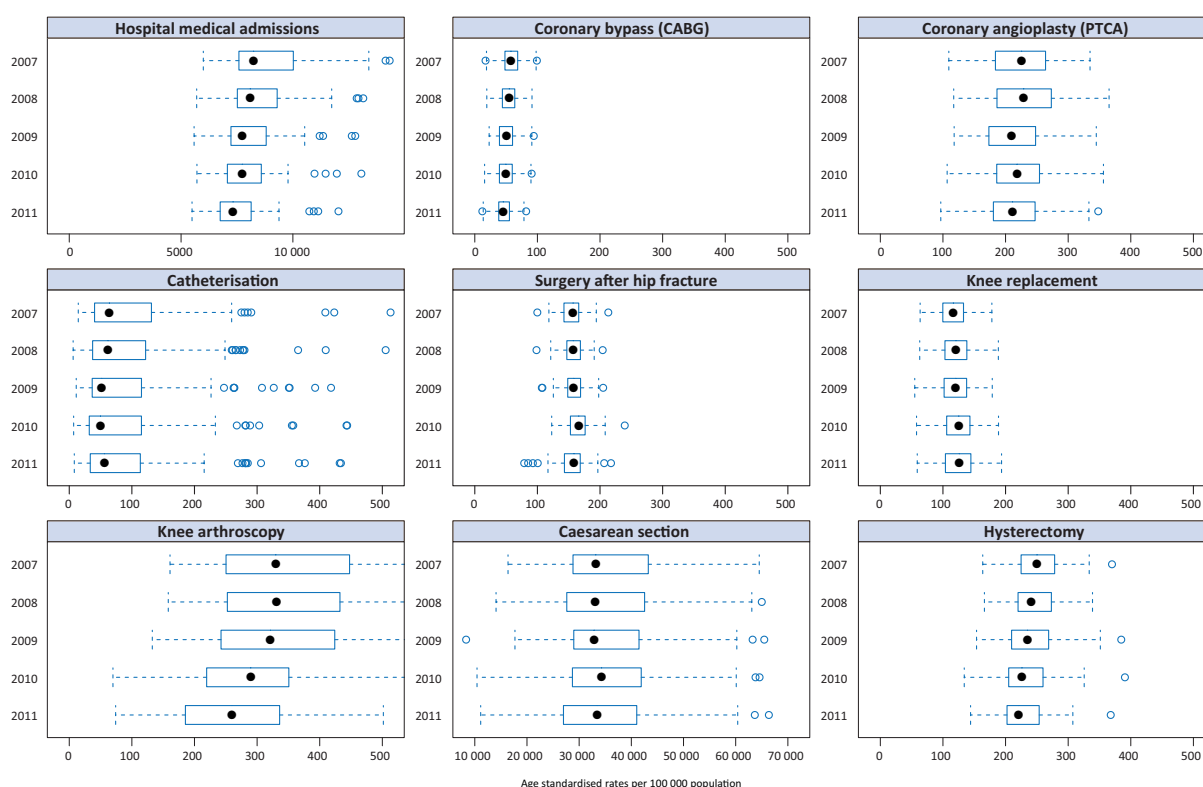 Hospital medical admissions
Coronary bypass (CABG)
Coronary angioplasty (PTCA)
2007
2008
2009
2010
2011
0 5000 10 000
2007
2008
2009
2010
2011
0 100 200 300 400 500
2007
2008
2009
2010
2011
0 100 200 300 400 500
Catheterisation
Surgery after hip fracture
Knee replacement
2007
2008
2009
2010
2011
0 100 200 300 400 500
2007
2008
2009
2010
2011
0 100 200 300 400 500
2007
2008
2009
2010
2011
0 100 200 300 400 500
Knee arthroscopy
Caesarean section
Hysterectomy
2007
2008
2009
2010
2011
0 100 200 300 400 500
2007
2008
2009
2010
2011
10 000 20 000 30 000 40 000 50 000 60 000 70 000
2007
2008
2009
2010
2011
0 100 200 300 400 500
Age standardised rates per 100 000 population